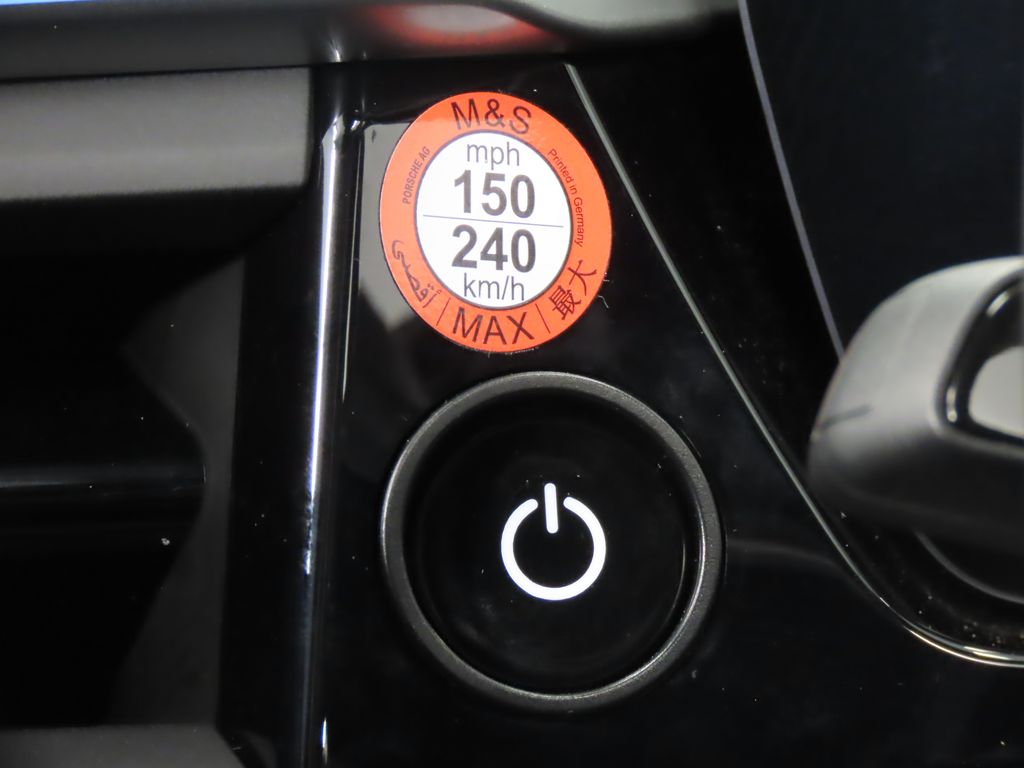 M&S
PORSCHE AG
Printed in Germany
mph
150
240
km/h
أقصى | MAX | 最大